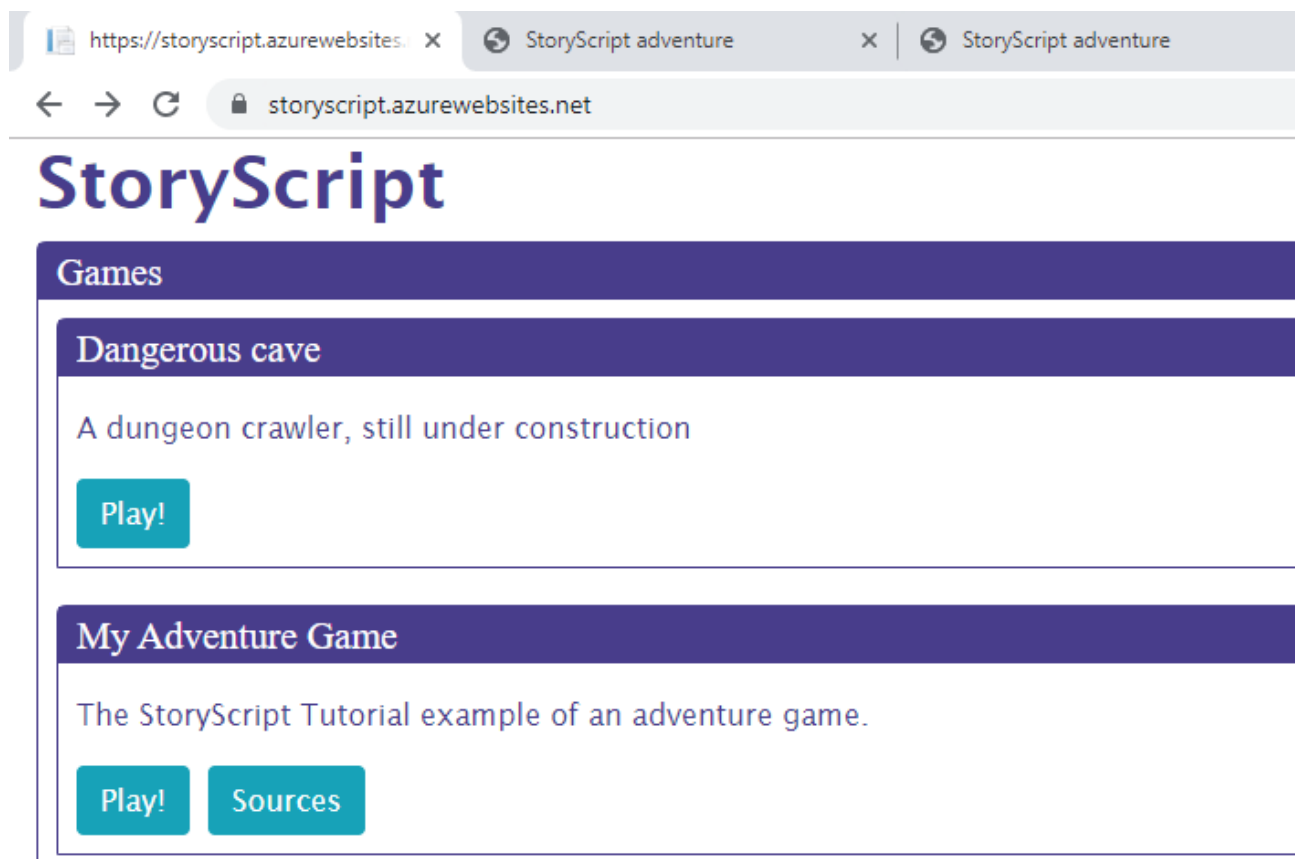 https://storyscript.azurewebsites. StoryScript adventure StoryScript adventure
storyscript.azurewebsites.net
StoryScript
Games
Dangerous cave
A dungeon crawler, still under construction
Play!
My Adventure Game
The StoryScript Tutorial example of an adventure game.
Play! Sources